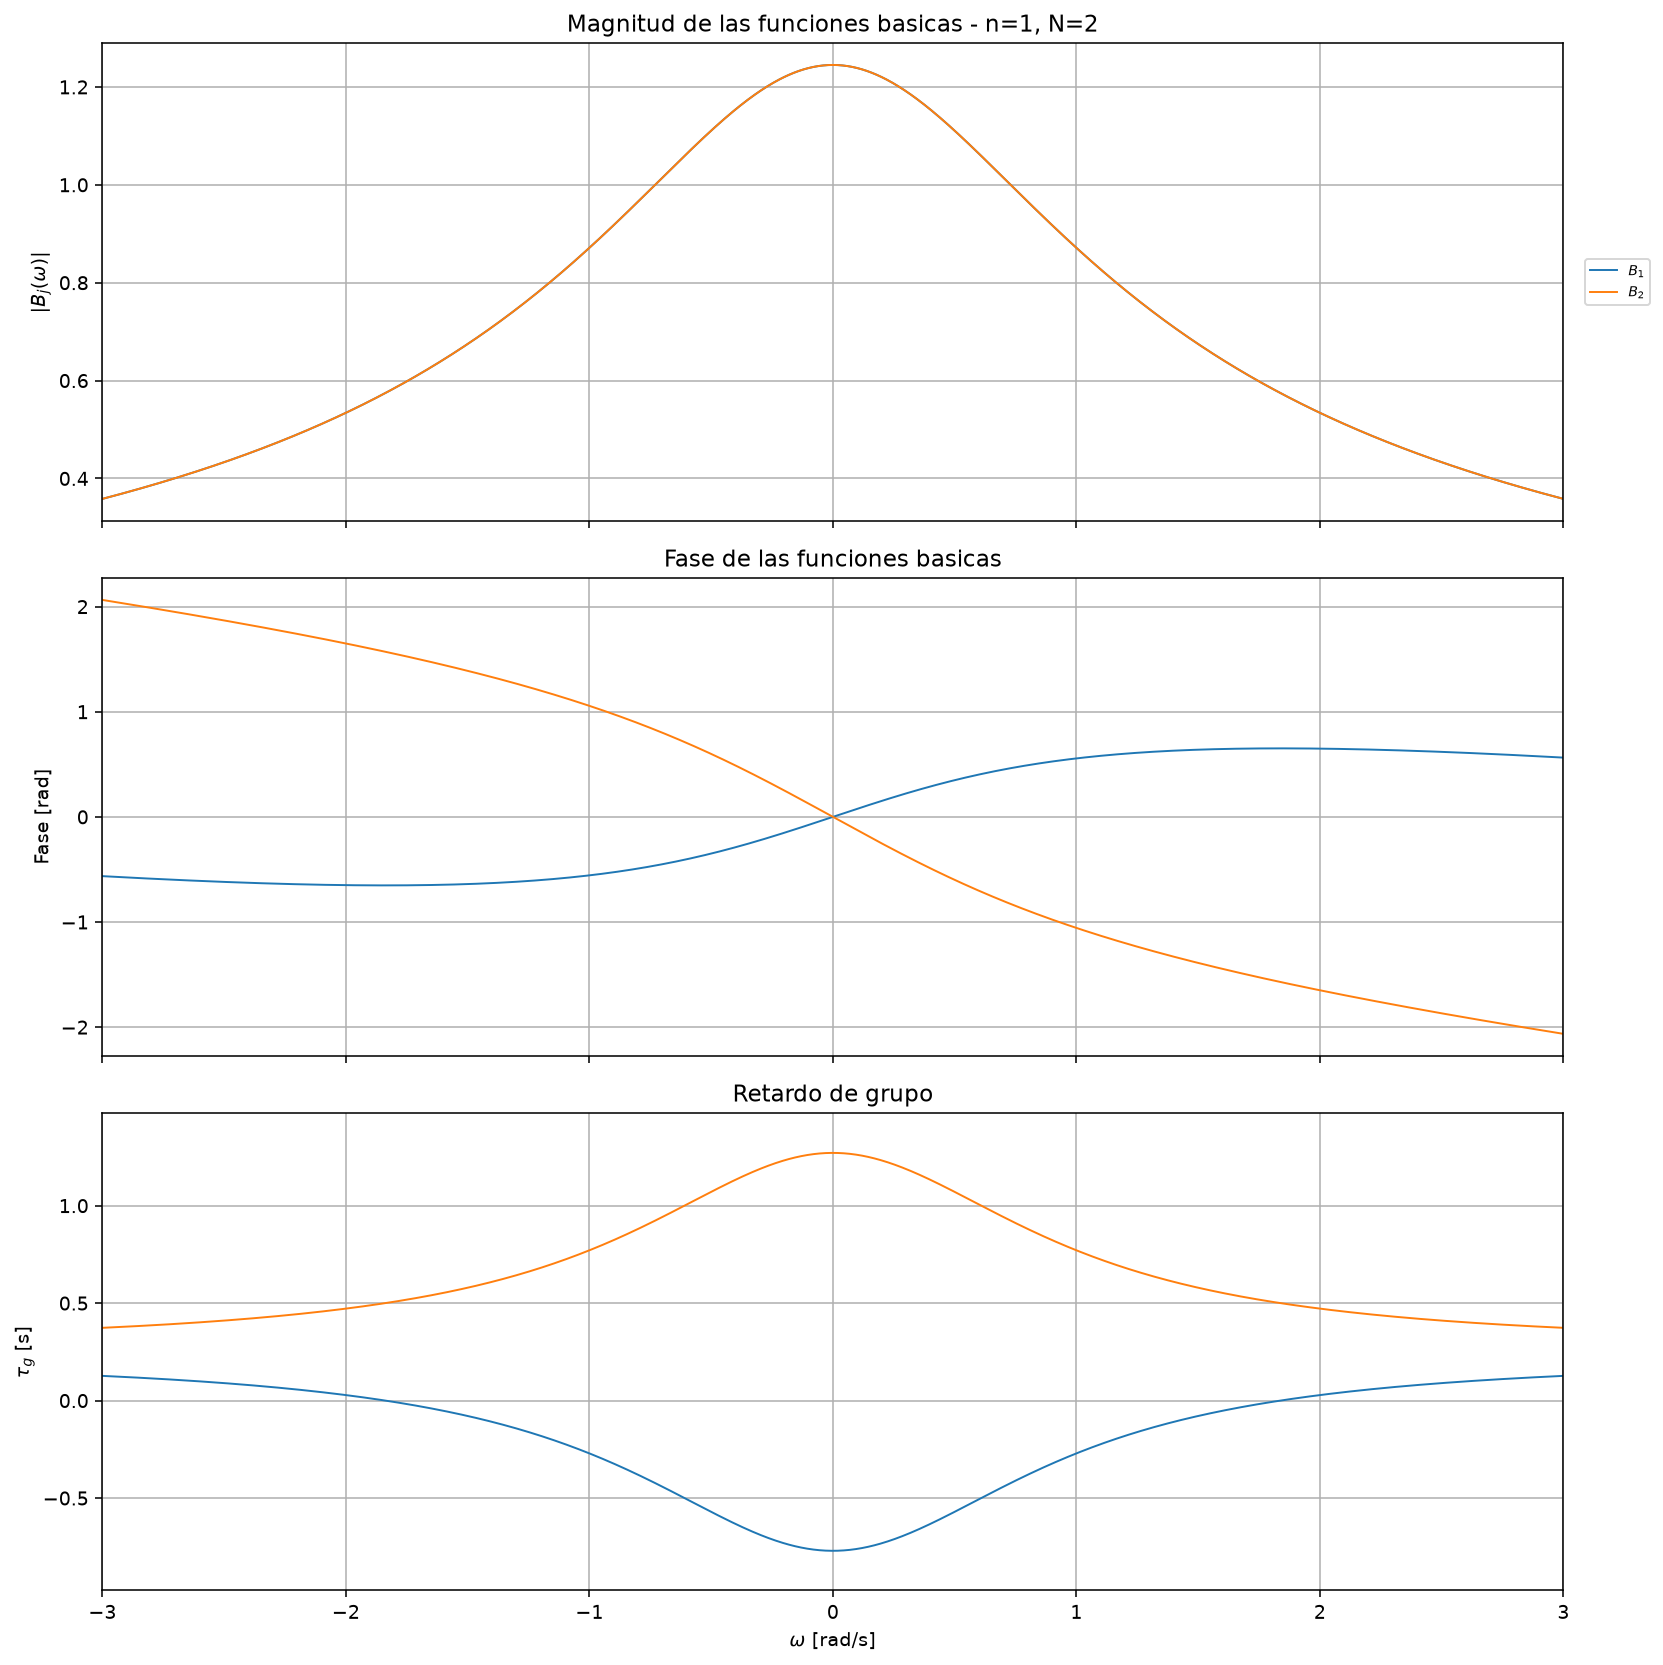 Magnitud de las funciones basicas - n=1, N=2
|B_j(ω)|
1.2
1.0
0.8
0.6
0.4
B_1
B_2
Fase de las funciones basicas
Fase [rad]
2
1
0
−1
−2
Retardo de grupo
τ_g [s]
1.0
0.5
0.0
−0.5
−3 −2 −1 0 1 2 3
ω [rad/s]